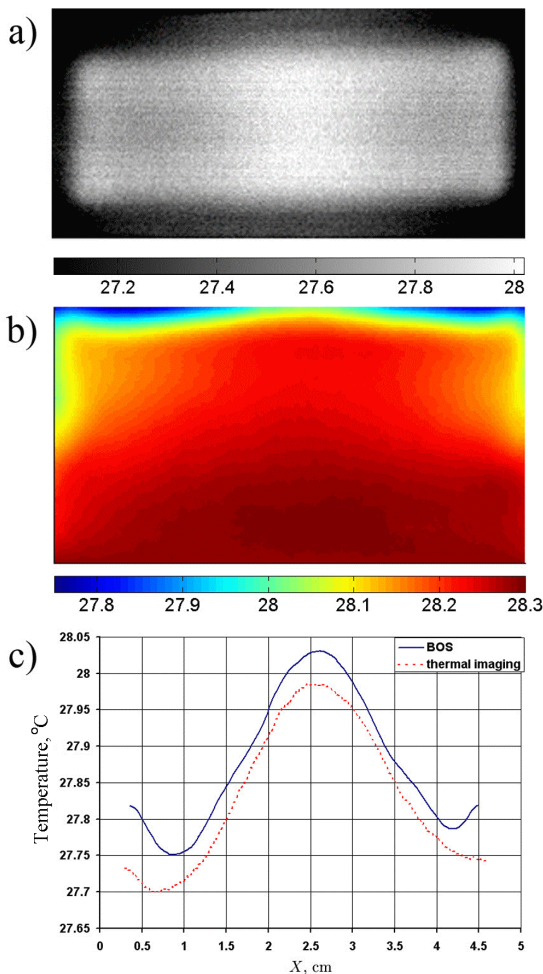 a)
27.2 27.4 27.6 27.8 28
b)
27.8 27.9 28 28.1 28.2 28.3
c)
28.05
28
27.95
27.9
27.85
27.8
27.75
27.7
27.65
BOS
thermal imaging
Temperature, °C
0 0.5 1 1.5 2 2.5 3 3.5 4 4.5 5
X, cm